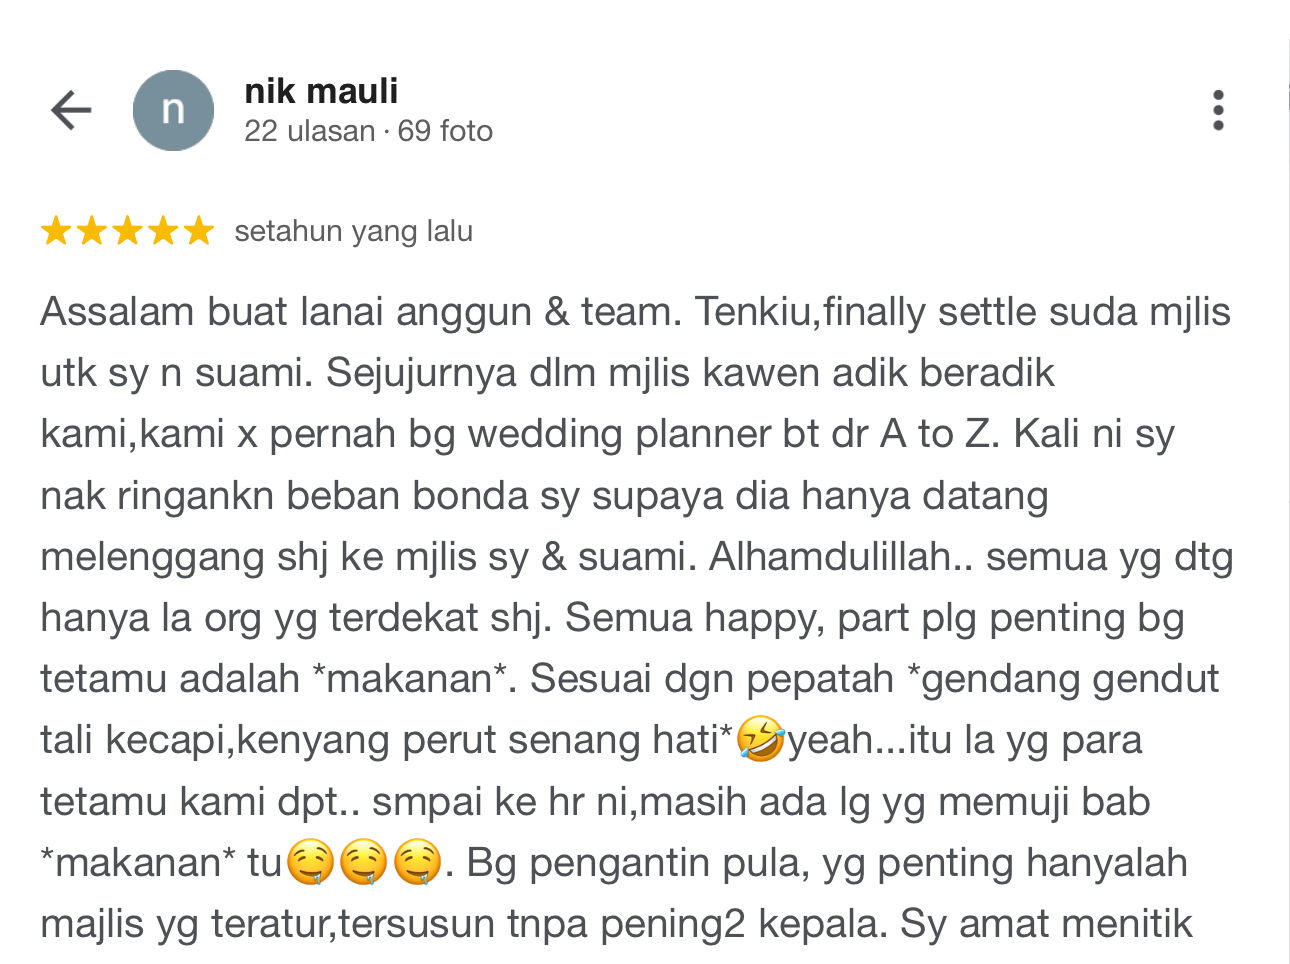 n
nik mauli
22 ulasan · 69 foto
setahun yang lalu
Assalam buat lanai anggun & team. Tenkiu,finally settle suda mjlis
utk sy n suami. Sejujurnya dlm mjlis kawen adik beradik
kami,kami x pernah bg wedding planner bt dr A to Z. Kali ni sy
nak ringankn beban bonda sy supaya dia hanya datang
melenggang shj ke mjlis sy & suami. Alhamdulillah.. semua yg dtg
hanya la org yg terdekat shj. Semua happy, part plg penting bg
tetamu adalah *makanan*. Sesuai dgn pepatah *gendang gendut
tali kecapi,kenyang perut senang hati*🤣yeah...itu la yg para
tetamu kami dpt.. smpai ke hr ni,masih ada lg yg memuji bab
*makanan* tu🤤🤤🤤. Bg pengantin pula, yg penting hanyalah
majlis yg teratur,tersusun tnpa pening2 kepala. Sy amat menitik